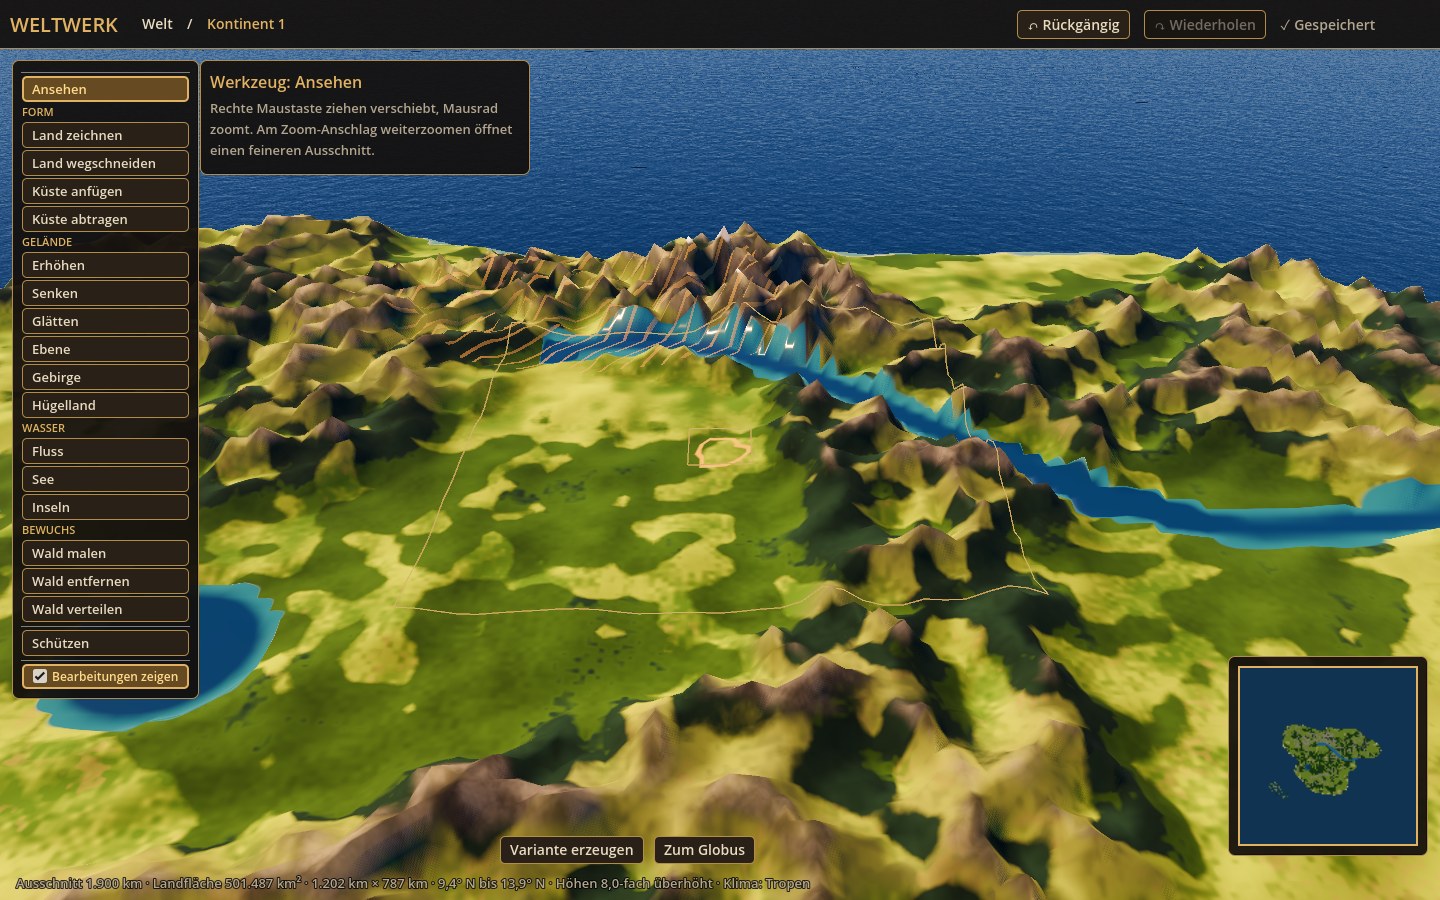 WELTWERK Welt / Kontinent 1 Rückgängig Wiederholen ✓ Gespeichert
Ansehen
FORM
Land zeichnen
Land wegschneiden
Küste anfügen
Küste abtragen
GELÄNDE
Erhöhen
Senken
Glätten
Ebene
Gebirge
Hügelland
WASSER
Fluss
See
Inseln
BEWUCHS
Wald malen
Wald entfernen
Wald verteilen
Schützen
Bearbeitungen zeigen
Werkzeug: Ansehen
Rechte Maustaste ziehen verschiebt, Mausrad
zoomt. Am Zoom-Anschlag weiterzoomen öffnet
einen feineren Ausschnitt.
Variante erzeugen Zum Globus
Ausschnitt 1.900 km · Landfläche 501.487 km² · 1.202 km × 787 km · 9,4° N bis 13,9° N · Höhen 8,0-fach überhöht · Klima: Tropen